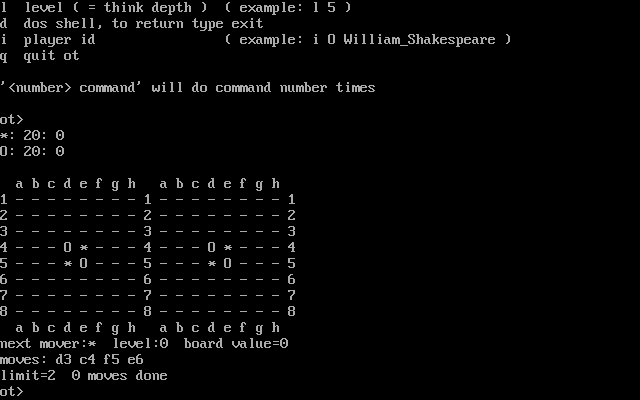 l  level ( = think depth )  ( example: l 5 )
d  dos shell, to return type exit
i  player id                ( example: i O William_Shakespeare )
q  quit ot

'<number> command' will do command number times

ot>
*: 20: 0
O: 20: 0

  a b c d e f g h   a b c d e f g h
1 - - - - - - - - 1 - - - - - - - - 1
2 - - - - - - - - 2 - - - - - - - - 2
3 - - - - - - - - 3 - - - - - - - - 3
4 - - - O * - - - 4 - - - O * - - - 4
5 - - - * O - - - 5 - - - * O - - - 5
6 - - - - - - - - 6 - - - - - - - - 6
7 - - - - - - - - 7 - - - - - - - - 7
8 - - - - - - - - 8 - - - - - - - - 8
  a b c d e f g h   a b c d e f g h
next mover:*  level:0  board value=0
moves: d3 c4 f5 e6
limit=2  0 moves done
ot>